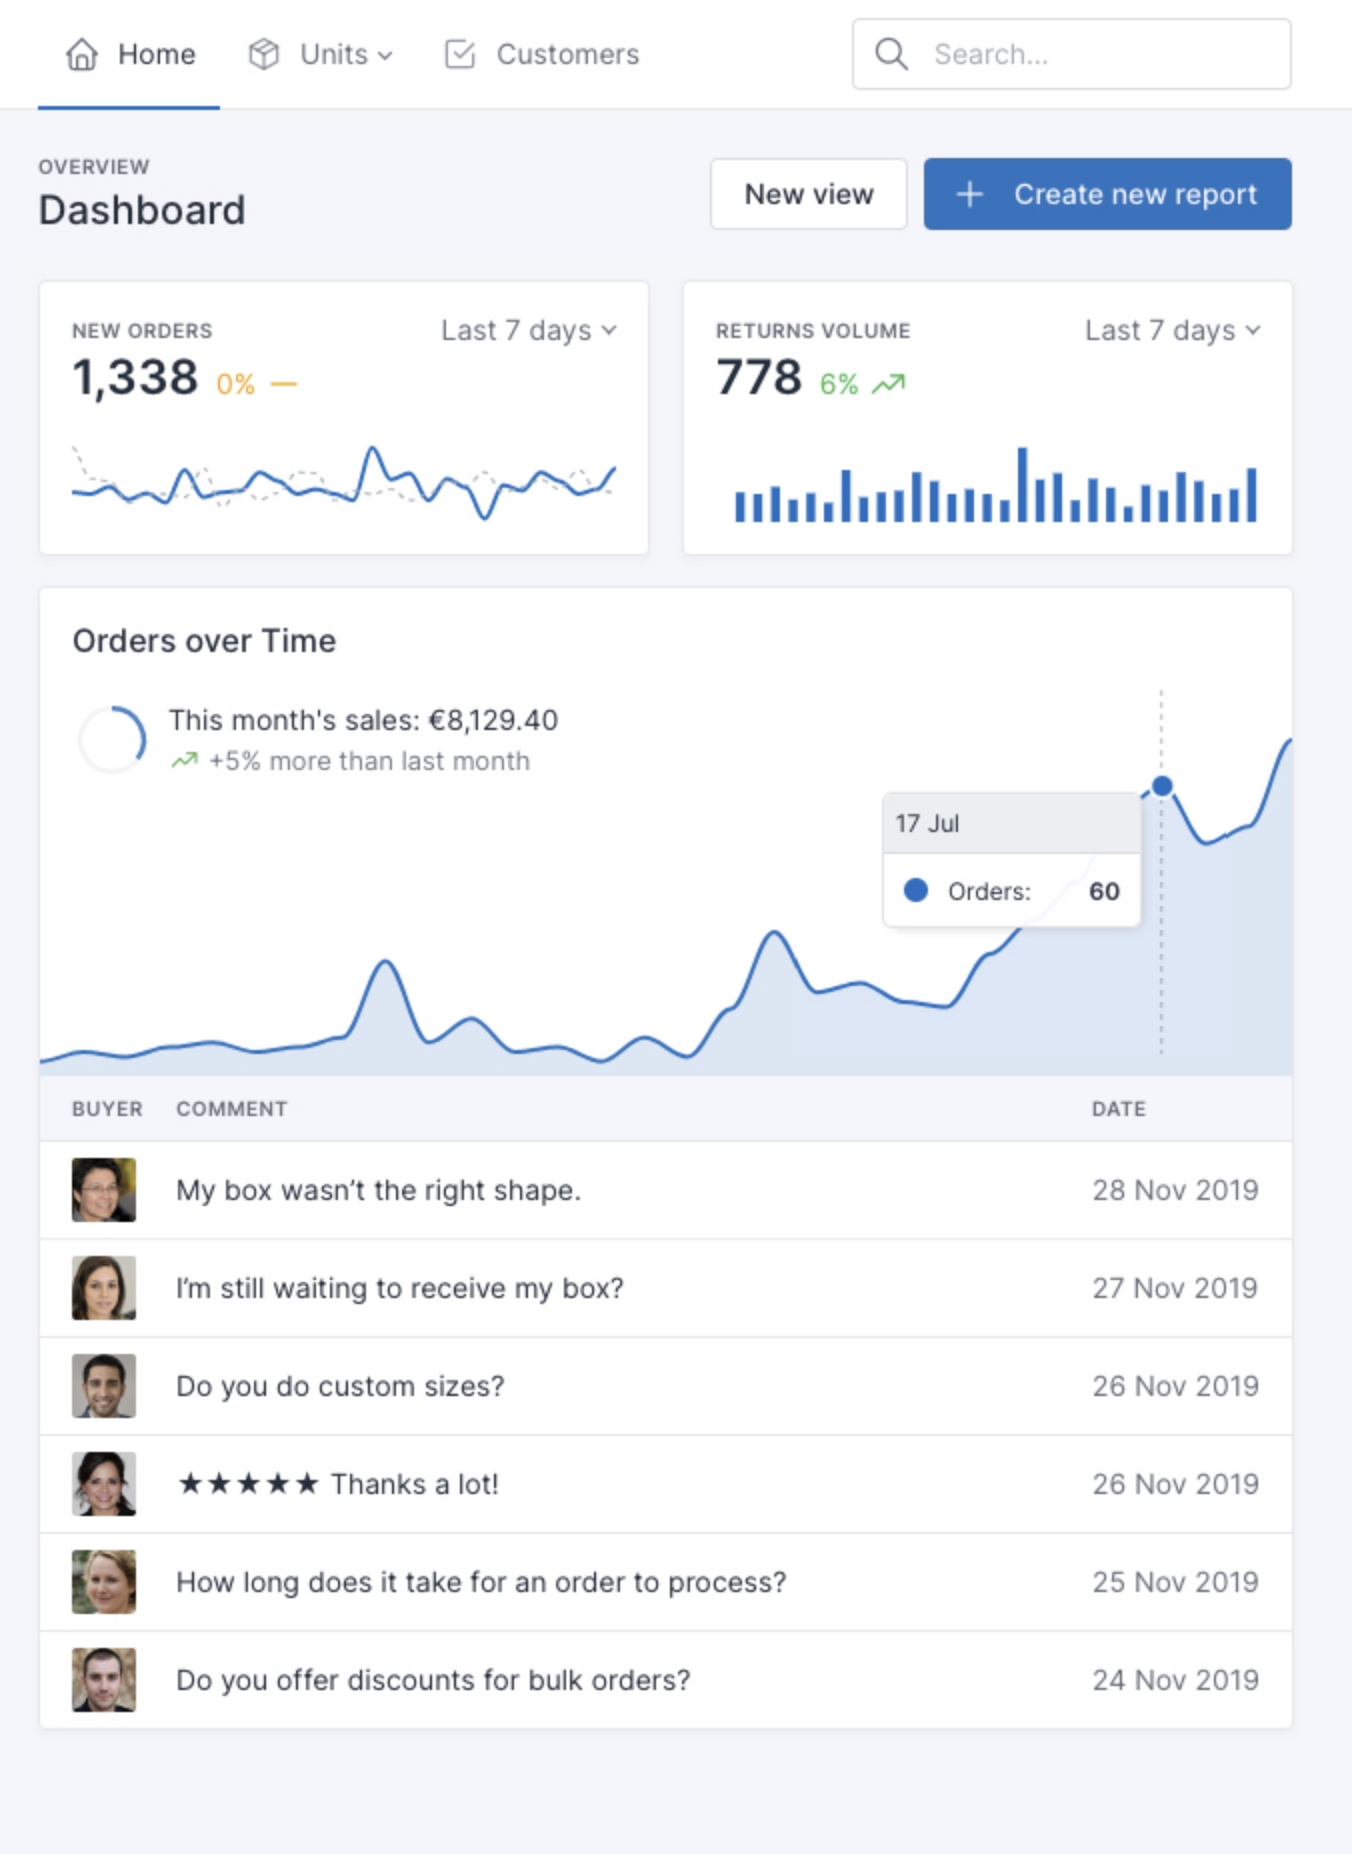 Home Units Customers Search...
OVERVIEW
Dashboard
New view Create new report
NEW ORDERS Last 7 days
1,338 0%
RETURNS VOLUME Last 7 days
778 6%
Orders over Time
This month's sales: €8,129.40
+5% more than last month
17 Jul
Orders: 60
BUYER COMMENT DATE
My box wasn’t the right shape. 28 Nov 2019
I’m still waiting to receive my box? 27 Nov 2019
Do you do custom sizes? 26 Nov 2019
★★★★★ Thanks a lot! 26 Nov 2019
How long does it take for an order to process? 25 Nov 2019
Do you offer discounts for bulk orders? 24 Nov 2019